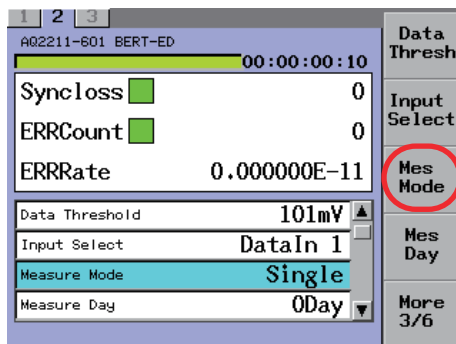 1 2 3
AQ2211-601 BERT-ED
00:00:00:10
Syncloss 0
ERRCount 0
ERRRate 0.000000E-11
Data Threshold 101mV
Input Select DataIn 1
Measure Mode Single
Measure Day 0Day
Data
Thresh
Input
Select
Mes
Mode
Mes
Day
More
3/6